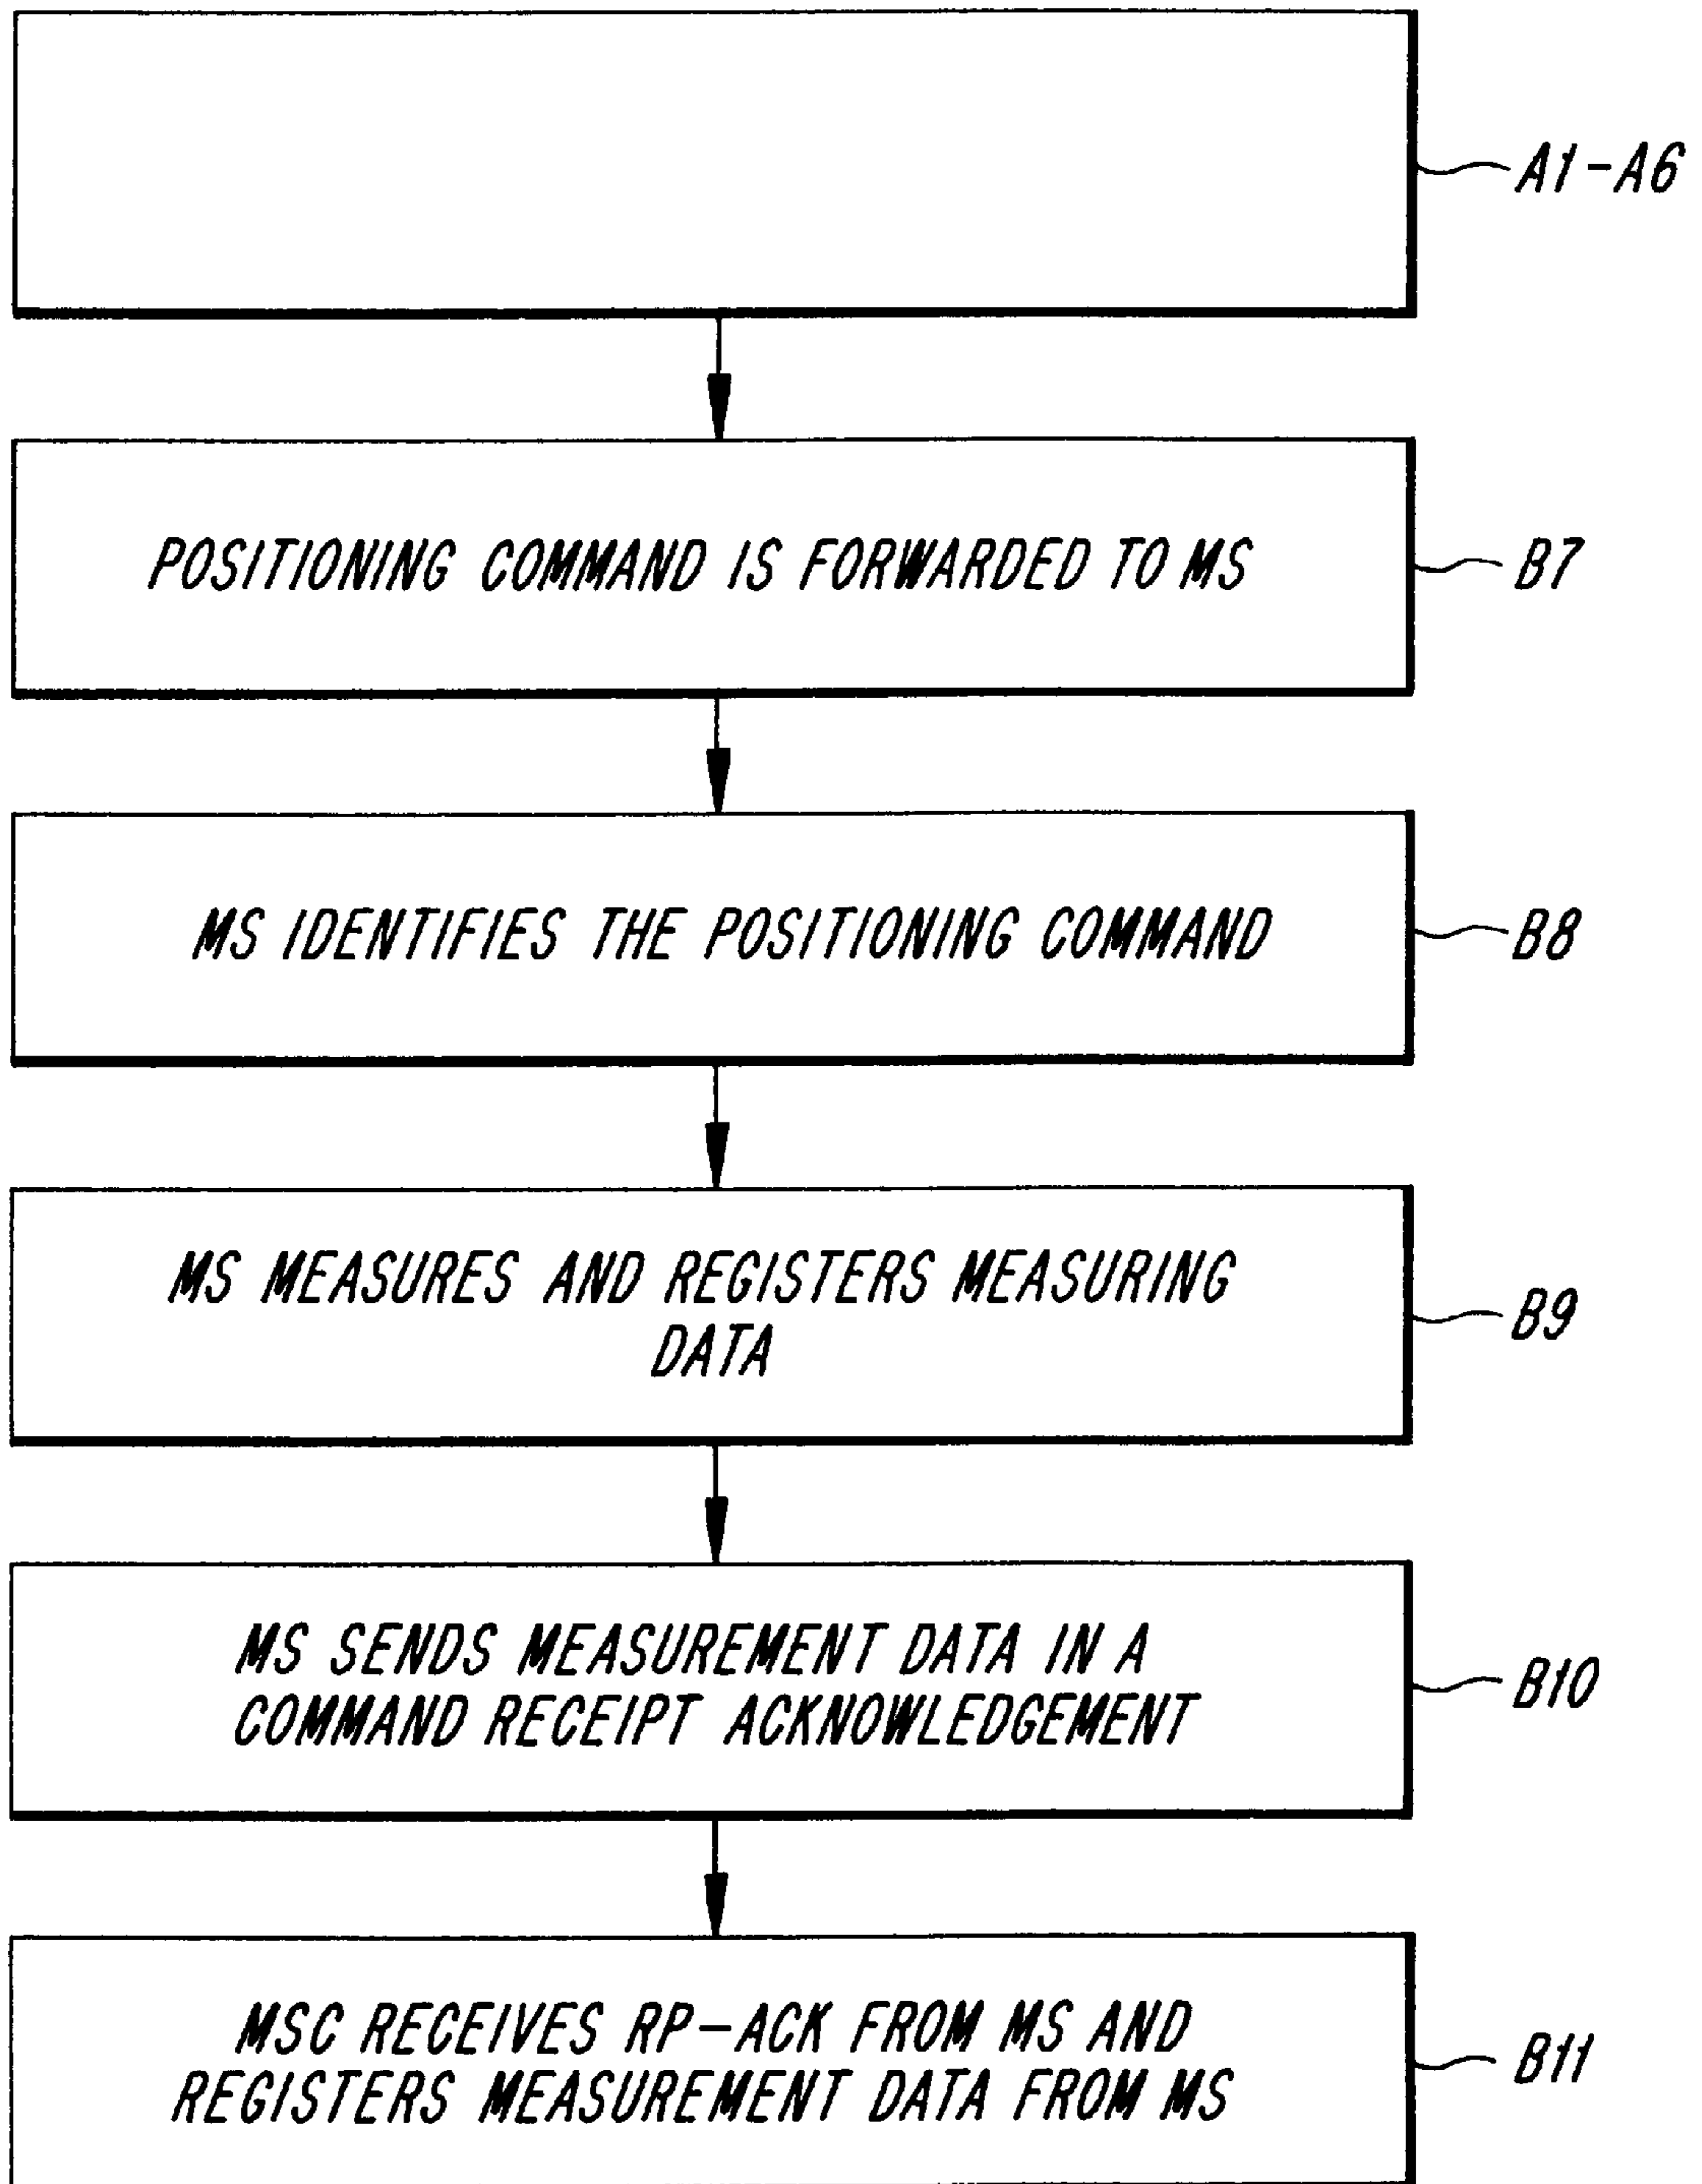 A1-A6
POSITIONING COMMAND IS FORWARDED TO MS
B7
MS IDENTIFIES THE POSITIONING COMMAND
B8
MS MEASURES AND REGISTERS MEASURING
DATA
B9
MS SENDS MEASUREMENT DATA IN A
COMMAND RECEIPT ACKNOWLEDGEMENT
B10
MSC RECEIVES RP-ACK FROM MS AND
REGISTERS MEASUREMENT DATA FROM MS
B11